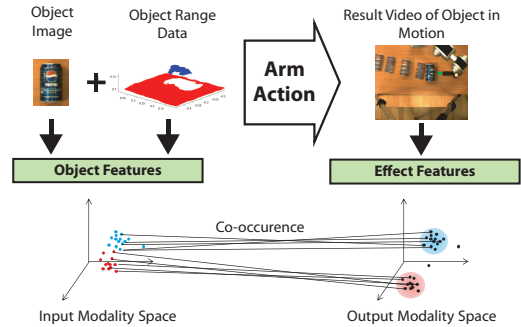 Object
Image
Object Range
Data
Result Video of Object in
Motion
+
Arm
Action
PEPSI
Object Features
Effect Features
Co-occurence
Input Modality Space
Output Modality Space